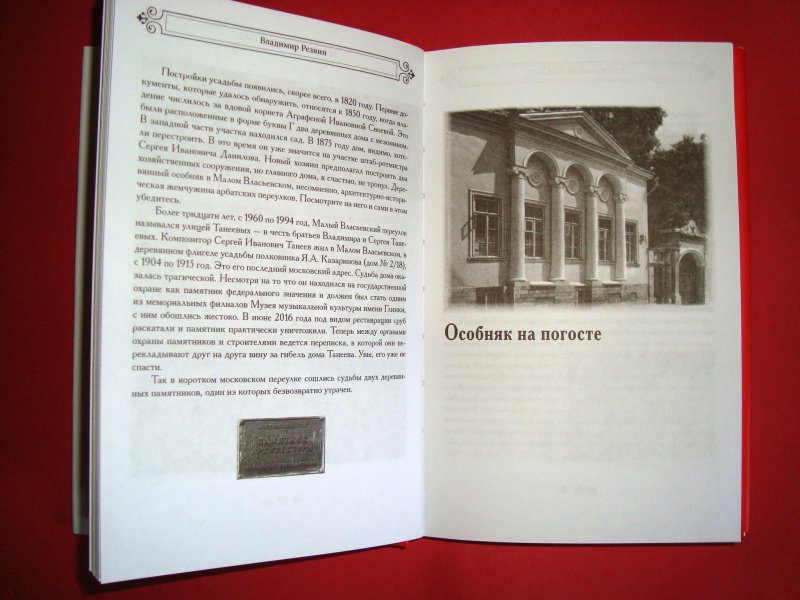 Владимир Резвин
Постройки усадьбы появились, скорее всего, в 1820 году. Первые до-
кументы, которые удалось обнаружить, относятся к 1850 году, когда вла-
дение числилось за вдовой корнета Аграфеной Ивановной Своевой. Это
были расположенные в форме буквы Г два деревянных дома с мезонином.
В западной части участка находился сад. В 1875 году дом, видимо, хоте-
ли перестроить. В это время он уже значится на участке штаб-ротмистра
Сергея Ивановича Данилова. Новый хозяин предполагал построить два
хозяйственных сооружения, но главного дома, к счастью, не тронул. Дере-
вянный особняк в Малом Власьевском, несомненно, архитектурно-истори-
ческая жемчужина арбатских переулков. Посмотрите на него и сами в этом
убедитесь.
Более тридцати лет, с 1960 по 1994 год, Малый Власьевский переулок
назывался улицей Танеевых — в честь братьев Владимира и Сергея Тане-
евых. Композитор Сергей Иванович Танеев жил в Малом Власьевском, в
деревянном флигеле усадьбы полковника Я.А. Казаринова (дом № 2/18),
с 1904 по 1915 год. Это его последний московский адрес. Судьба дома ока-
залась трагической. Несмотря на то что он находился на государственной
охране как памятник федерального значения и должен был стать одним
из мемориальных филиалов Музея музыкальной культуры имени Глинки,
с ним обошлись жестоко. В июне 2016 года под видом реставрации сруб
раскатали и памятник практически уничтожили. Теперь между органами
охраны памятников и строителями ведется переписка, в которой они пе-
рекладывают друг на друга вину за гибель дома Танеева. Увы, его уже не
спасти.
Так в коротком московском переулке сошлись судьбы двух деревян-
ных памятников, один из которых безвозвратно утрачен.
ПАМЯТНИК
АРХИТЕКТУРЫ
Особняк на погосте